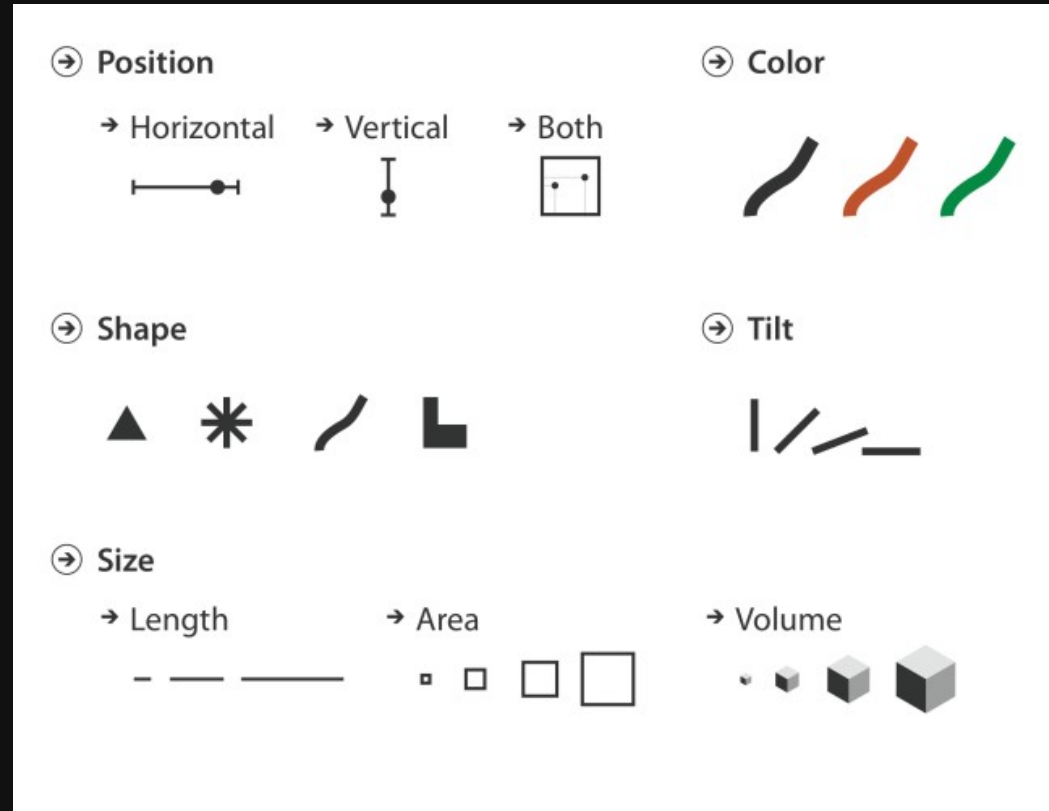 Position
Horizontal
Vertical
Both
Color
Shape
Tilt
Size
Length
Area
Volume